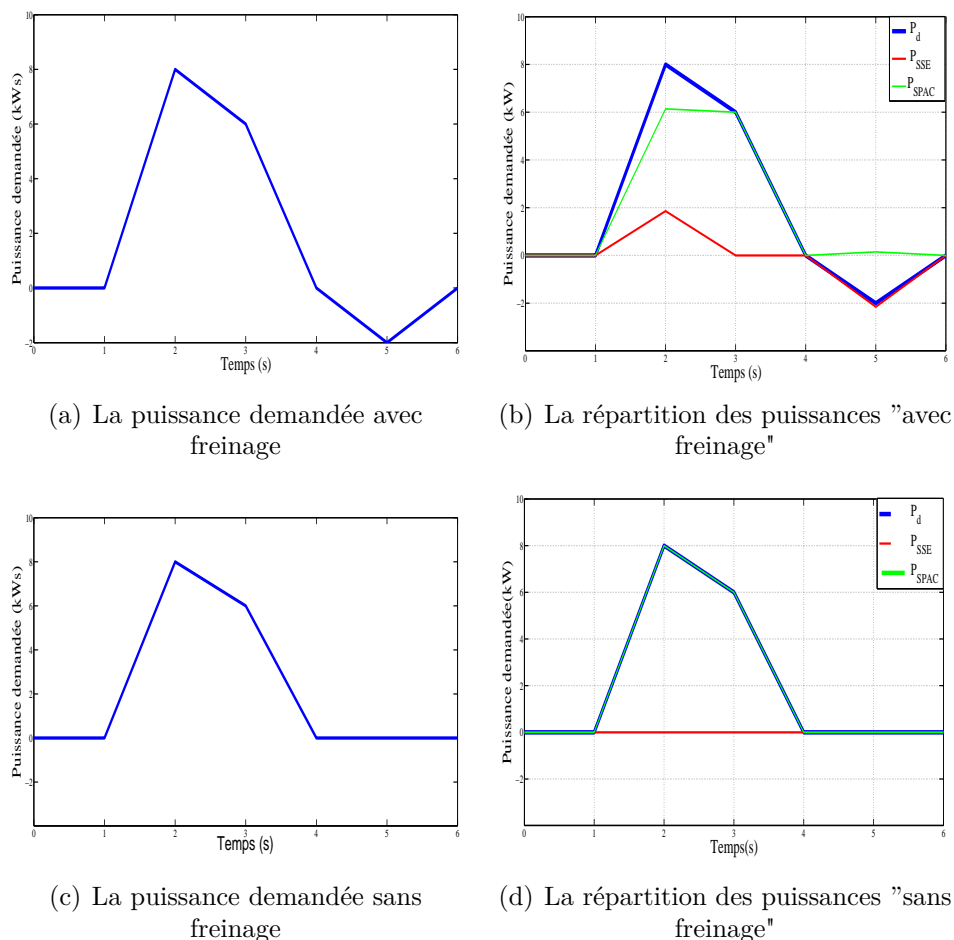 Puissance demandée (kWs)
10
8
6
4
2
0
−2
0 1 2 3 4 5 6
Temps (s)
(a) La puissance demandée avec
freinage
Puissance demandée (kW)
10
8
6
4
2
0
−2
P_d
P_SSE
P_SPAC
0 1 2 3 4 5 6
Temps (s)
(b) La répartition des puissances "avec
freinage"
Puissance demandée (kWs)
10
8
6
4
2
0
−2
0 1 2 3 4 5 6
Temps (s)
(c) La puissance demandée sans
freinage
Puissance demandée(kW)
10
8
6
4
2
0
−2
P_d
P_SSE
P_SPAC
0 1 2 3 4 5 6
Temps(s)
(d) La répartition des puissances "sans
freinage"